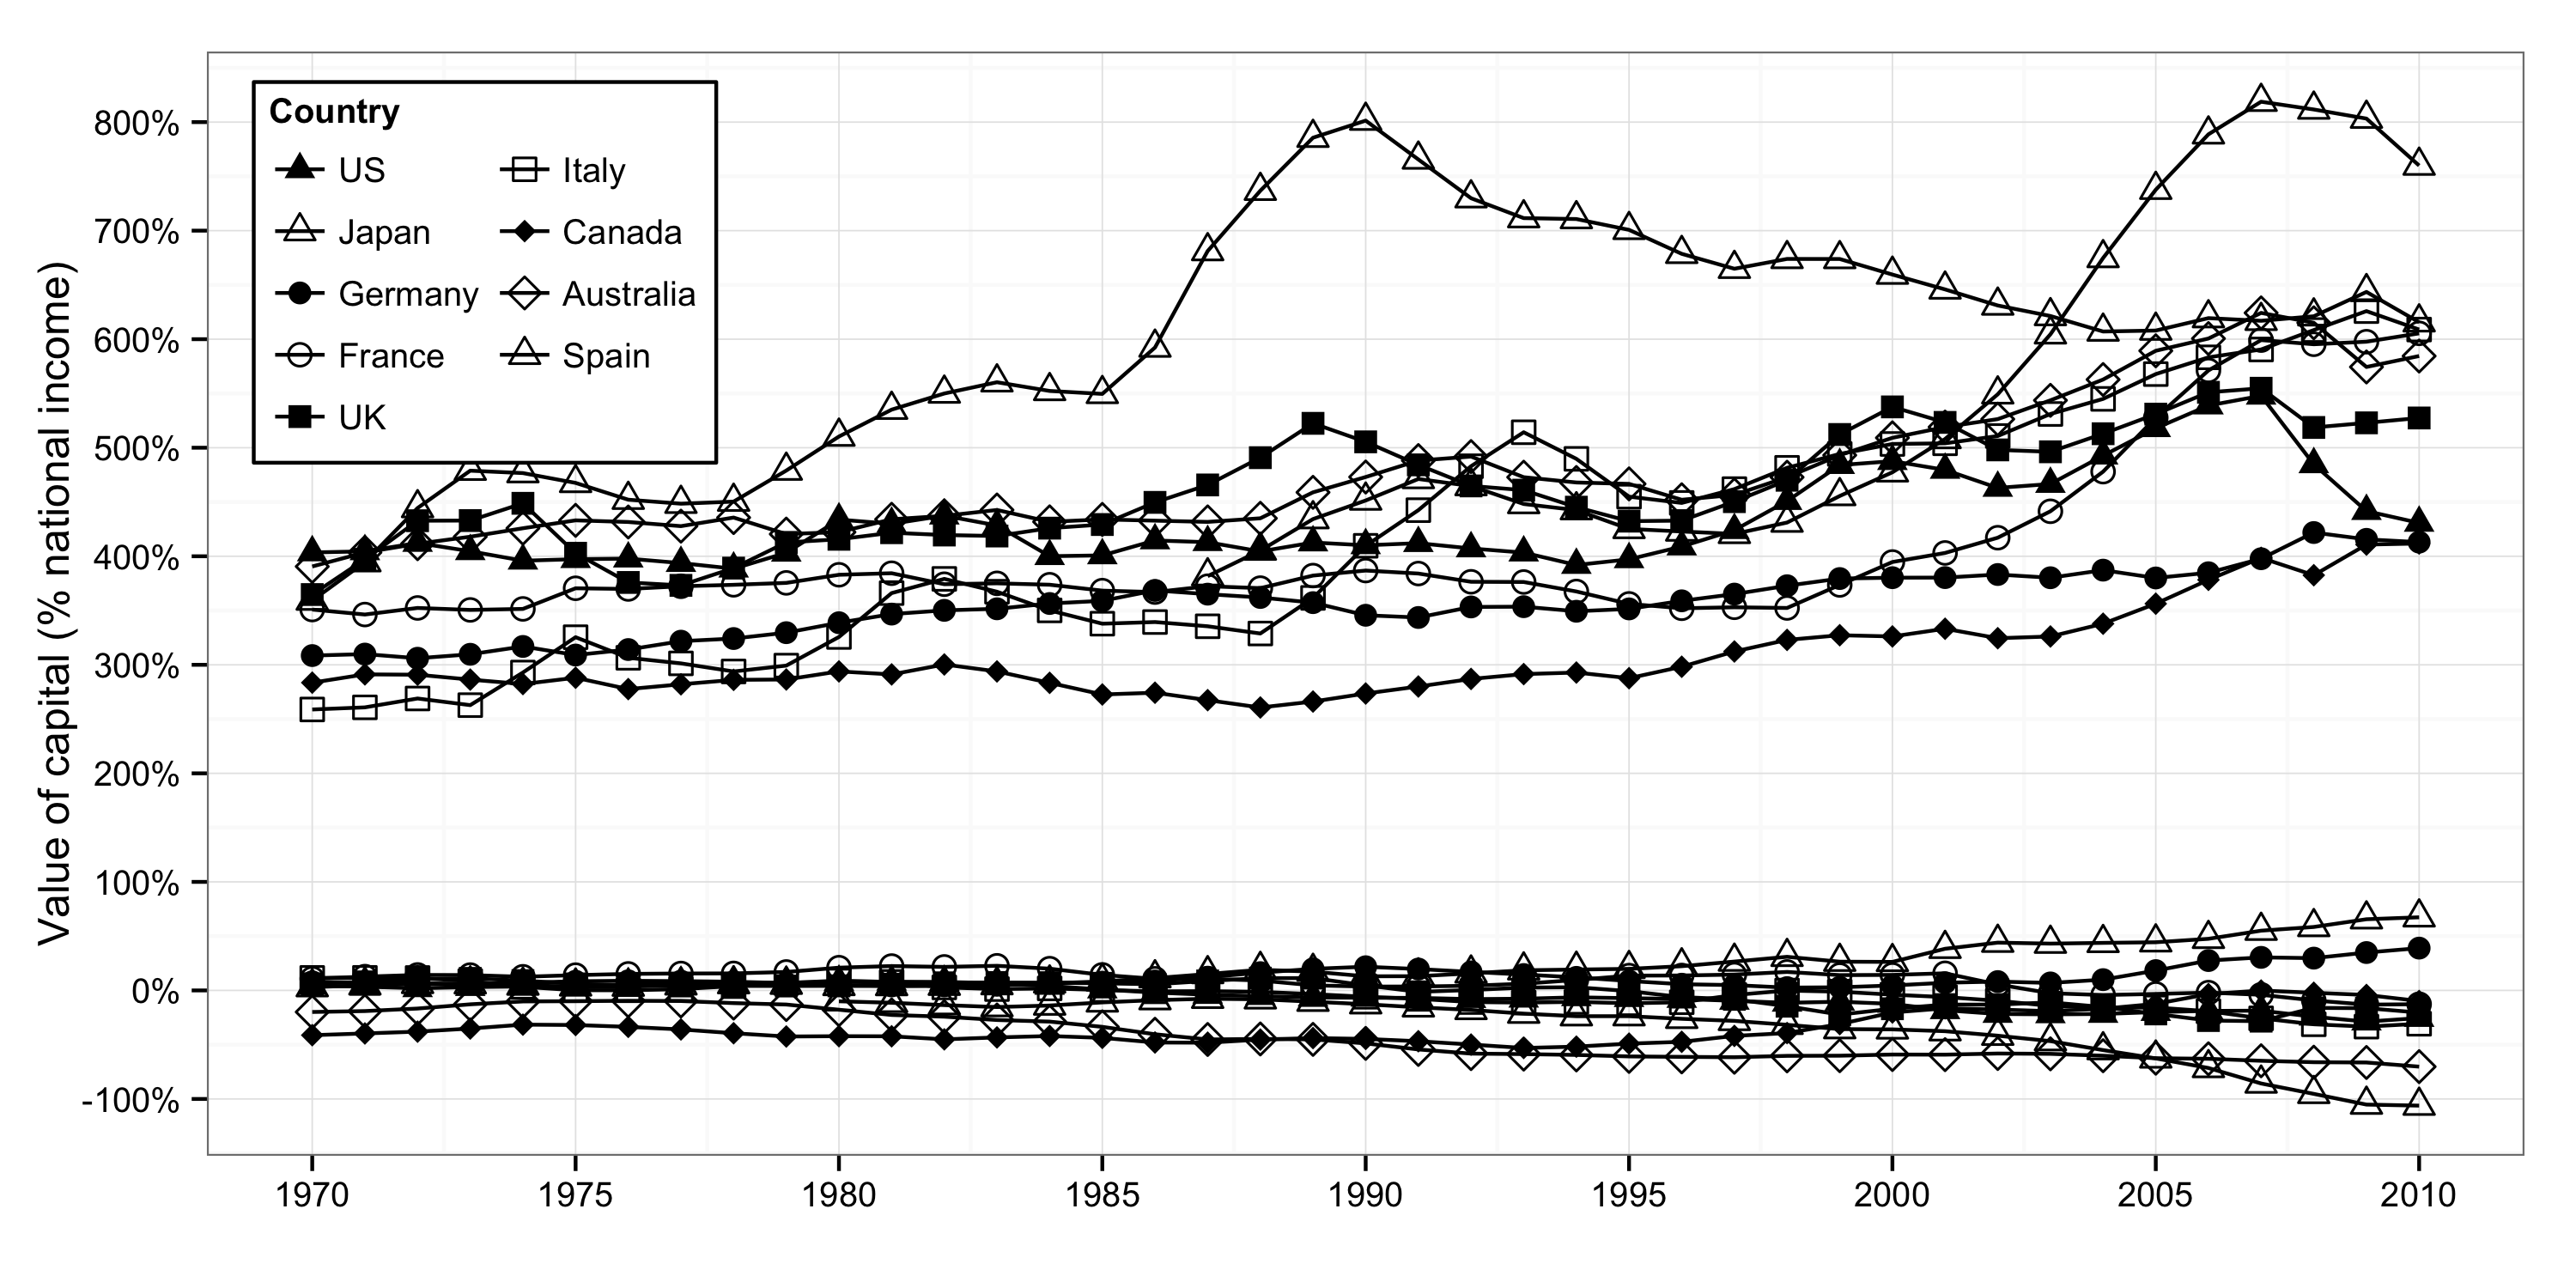 Country
US
Japan
Germany
France
UK
Italy
Canada
Australia
Spain
Value of capital (% national income)
800%
700%
600%
500%
400%
300%
200%
100%
0%
-100%
1970 1975 1980 1985 1990 1995 2000 2005 2010